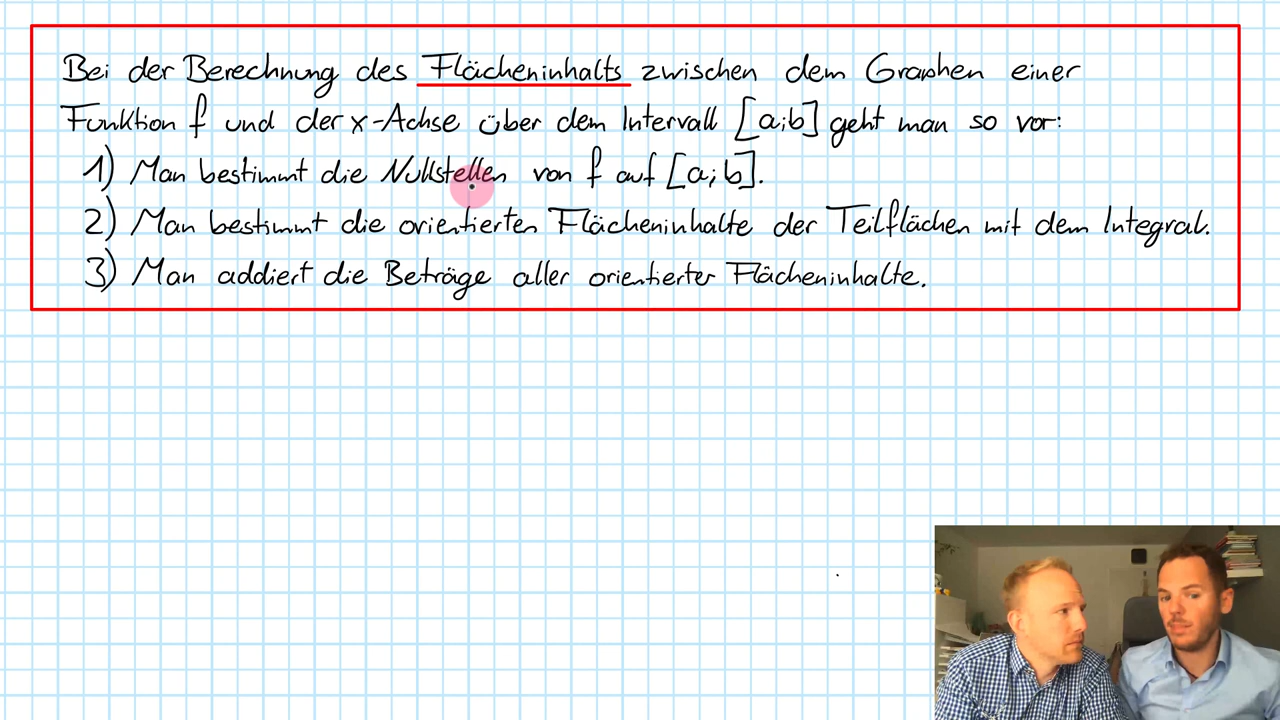 Bei der Berechnung des Flächeninhalts zwischen dem Graphen einer
Funktion f und der x-Achse über dem Intervall [a;b] geht man so vor:
1) Man bestimmt die Nullstellen von f auf [a;b].
2) Man bestimmt die orientierten Flächeninhalte der Teilflächen mit dem Integral.
3) Man addiert die Beträge aller orientierter Flächeninhalte.